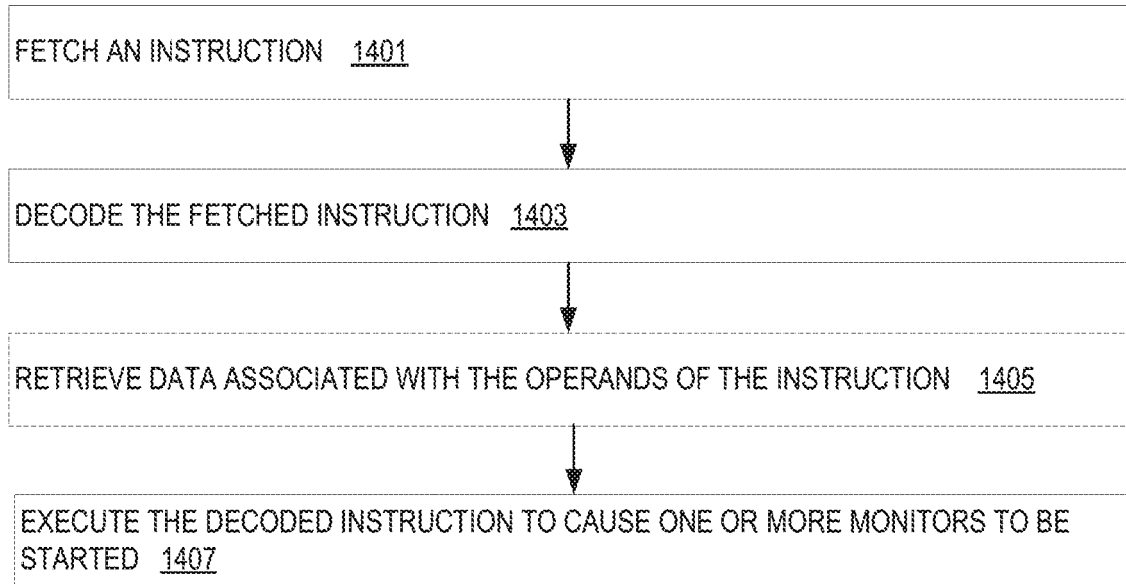 FETCH AN INSTRUCTION 1401
DECODE THE FETCHED INSTRUCTION 1403
RETRIEVE DATA ASSOCIATED WITH THE OPERANDS OF THE INSTRUCTION 1405
EXECUTE THE DECODED INSTRUCTION TO CAUSE ONE OR MORE MONITORS TO BE
STARTED 1407